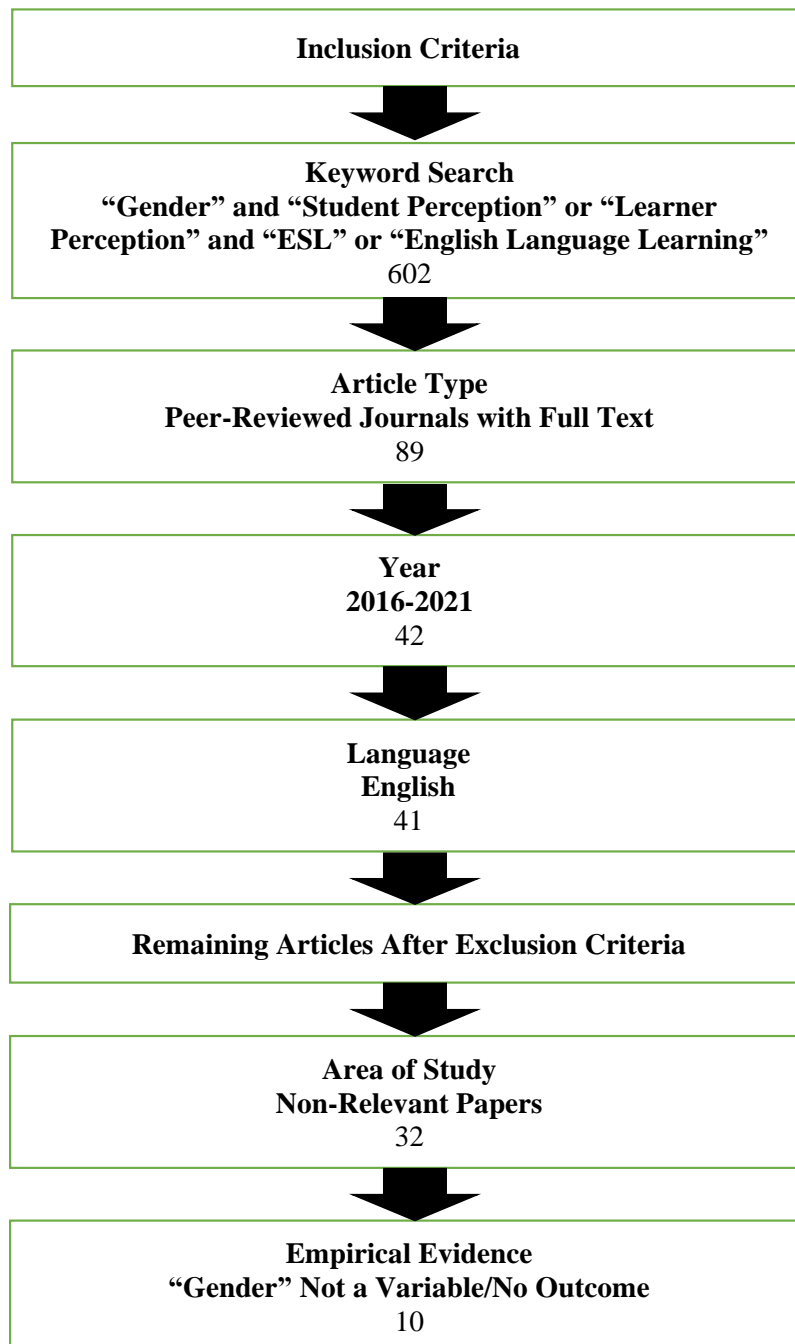 Inclusion Criteria
Keyword Search
“Gender” and “Student Perception” or “Learner
Perception” and “ESL” or “English Language Learning”
602
Article Type
Peer-Reviewed Journals with Full Text
89
Year
2016-2021
42
Language
English
41
Remaining Articles After Exclusion Criteria
Area of Study
Non-Relevant Papers
32
Empirical Evidence
“Gender” Not a Variable/No Outcome
10